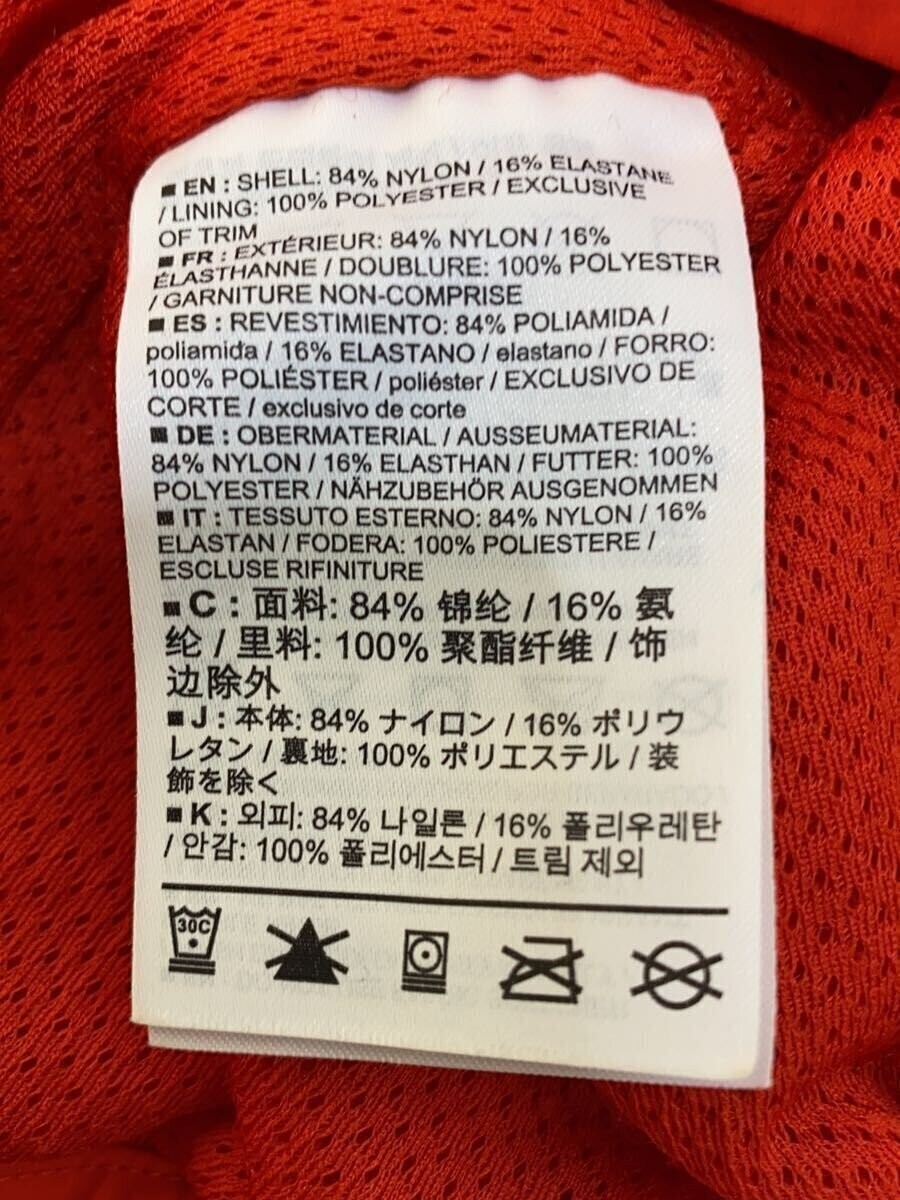 ■ EN : SHELL: 84% NYLON / 16% ELASTANE
/ LINING: 100% POLYESTER / EXCLUSIVE
OF TRIM
■ FR : EXTÉRIEUR: 84% NYLON / 16%
ÉLASTHANNE / DOUBLURE: 100% POLYESTER
/ GARNITURE NON-COMPRISE
■ ES : REVESTIMIENTO: 84% POLIAMIDA /
poliamida / 16% ELASTANO / elastano / FORRO:
100% POLIÉSTER / poliéster / EXCLUSIVO DE
CORTE / exclusivo de corte
■ DE : OBERMATERIAL / AUSSEUMATERIAL:
84% NYLON / 16% ELASTHAN / FUTTER: 100%
POLYESTER / NÄHZUBEHÖR AUSGENOMMEN
■ IT : TESSUTO ESTERNO: 84% NYLON / 16%
ELASTAN / FODERA: 100% POLIESTERE /
ESCLUSE RIFINITURE
■ C : 面料: 84% 锦纶 / 16% 氨
纶 / 里料: 100% 聚酯纤维 / 饰
边除外
■ J : 本体: 84% ナイロン / 16% ポリウ
レタン / 裏地: 100% ポリエステル / 装
飾を除く
■ K : 외피: 84% 나일론 / 16% 폴리우레탄
/ 안감: 100% 폴리에스터 / 트림 제외
30C